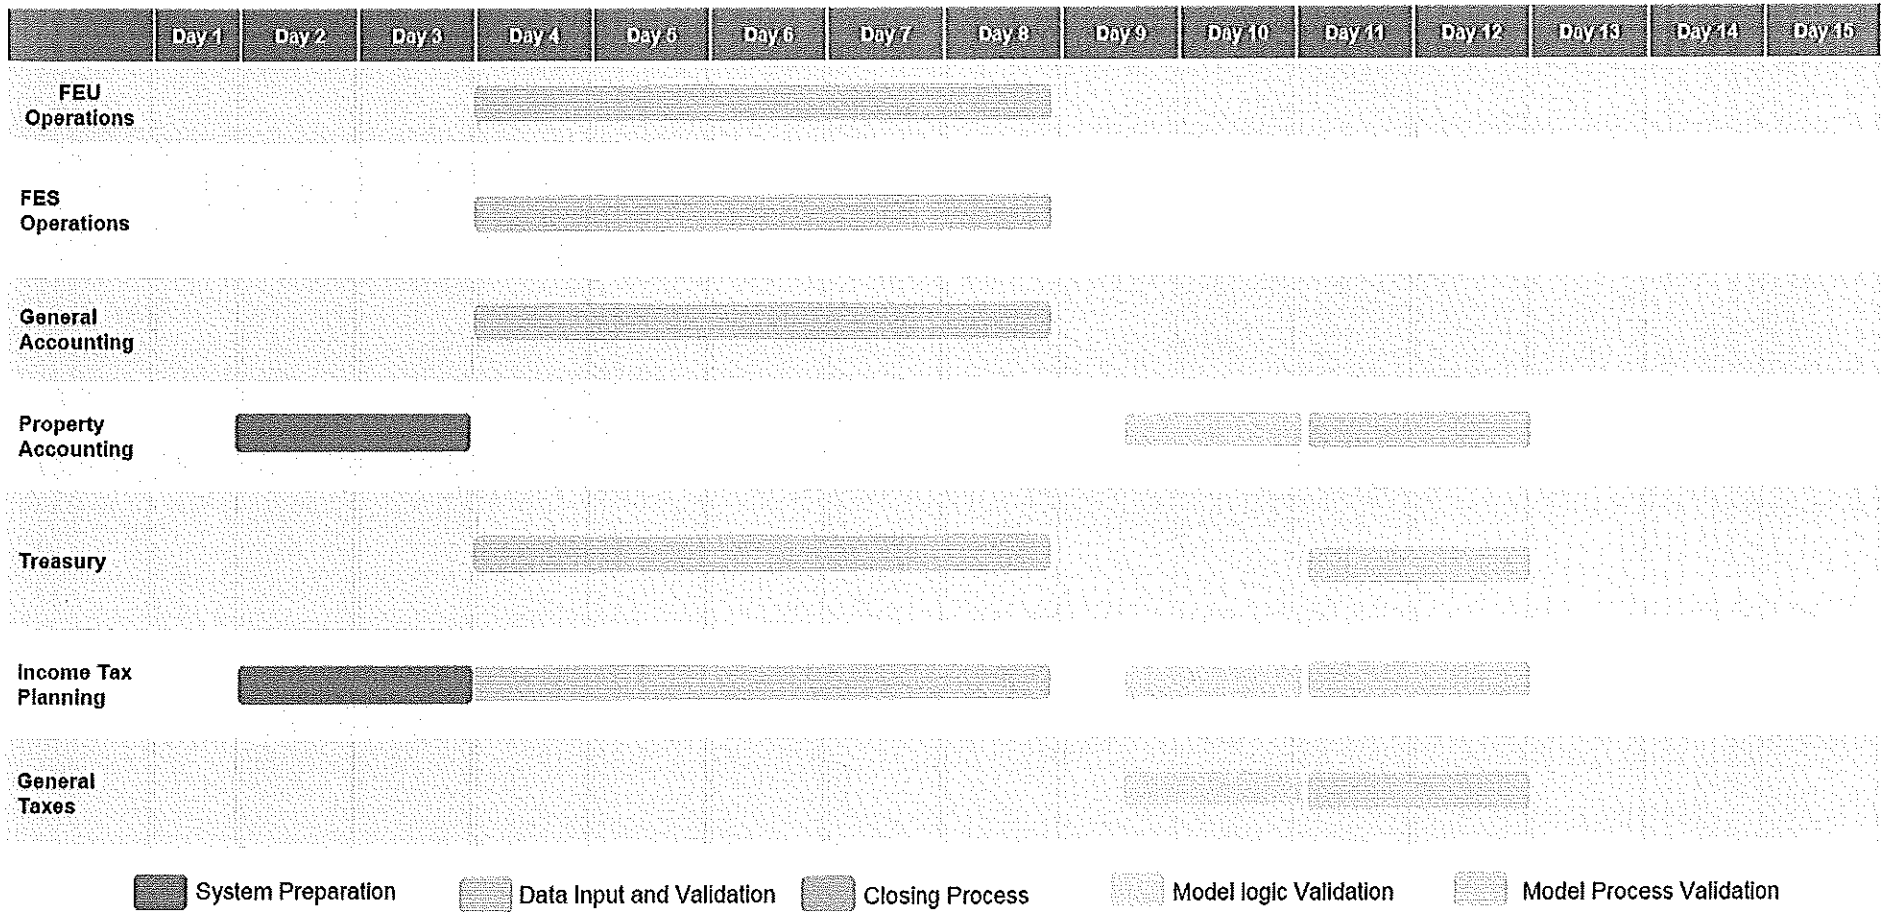 Day 1 Day 2 Day 3 Day 4 Day 5 Day 6 Day 7 Day 8 Day 9 Day 10 Day 11 Day 12 Day 13 Day 14 Day 15
FEU
Operations
FES
Operations
General
Accounting
Property
Accounting
Treasury
Income Tax
Planning
General
Taxes
System Preparation Data Input and Validation Closing Process Model logic Validation Model Process Validation